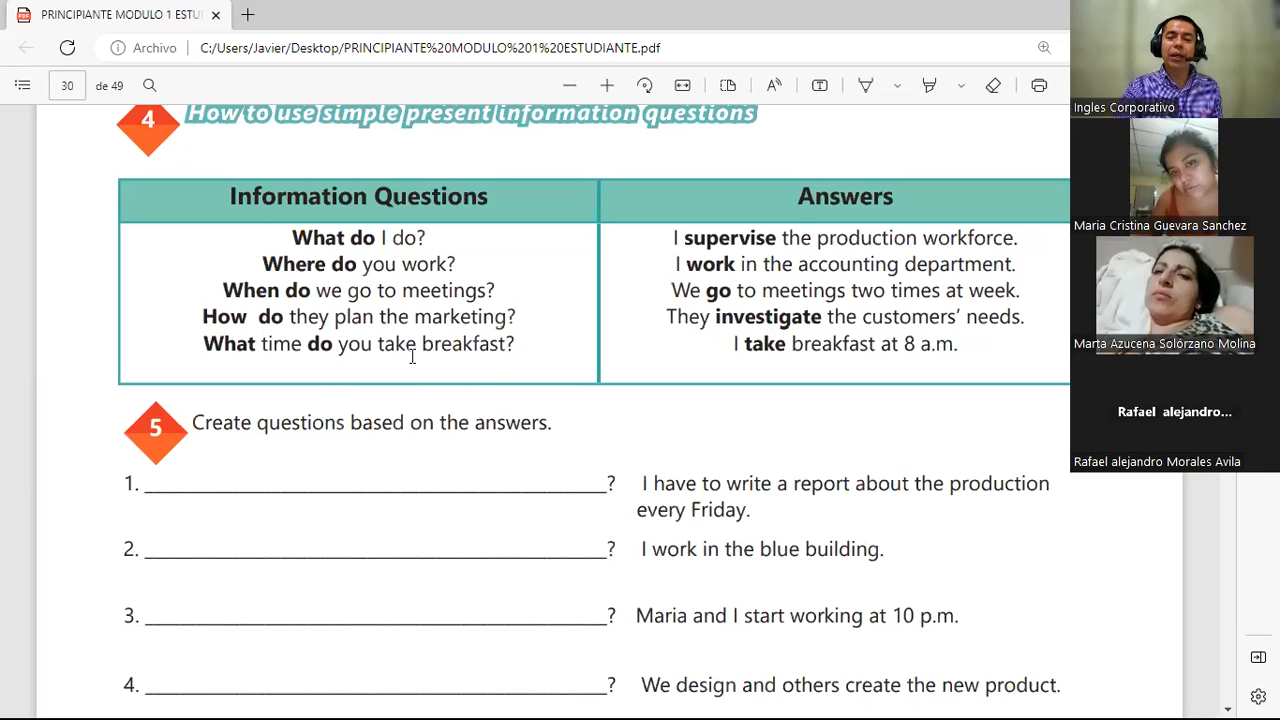 PRINCIPIANTE MODULO 1 ESTU
Archivo
C:/Users/Javier/Desktop/PRINCIPIANTE%20MODULO%201%20ESTUDIANTE.pdf
30
de 49
4
How to use simple present information questions
Information Questions
Answers
What do I do?
I supervise the production workforce.
Where do you work?
I work in the accounting department.
When do we go to meetings?
We go to meetings two times at week.
How do they plan the marketing?
They investigate the customers' needs.
What time do you take breakfast?
I take breakfast at 8 a.m.
5
Create questions based on the answers.
1. ______________________________? I have to write a report about the production
every Friday.
2. ______________________________? I work in the blue building.
3. ______________________________? Maria and I start working at 10 p.m.
4. ______________________________? We design and others create the new product.
Ingles Corporativo
Maria Cristina Guevara Sanchez
Marta Azucena Solórzano Molina
Rafael alejandro...
Rafael alejandro Morales Avila